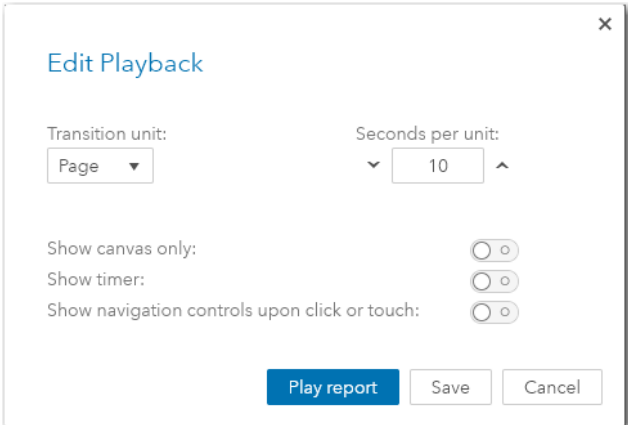 Edit Playback
Transition unit: Seconds per unit:
Page 10
Show canvas only:
Show timer:
Show navigation controls upon click or touch:
Play report Save Cancel